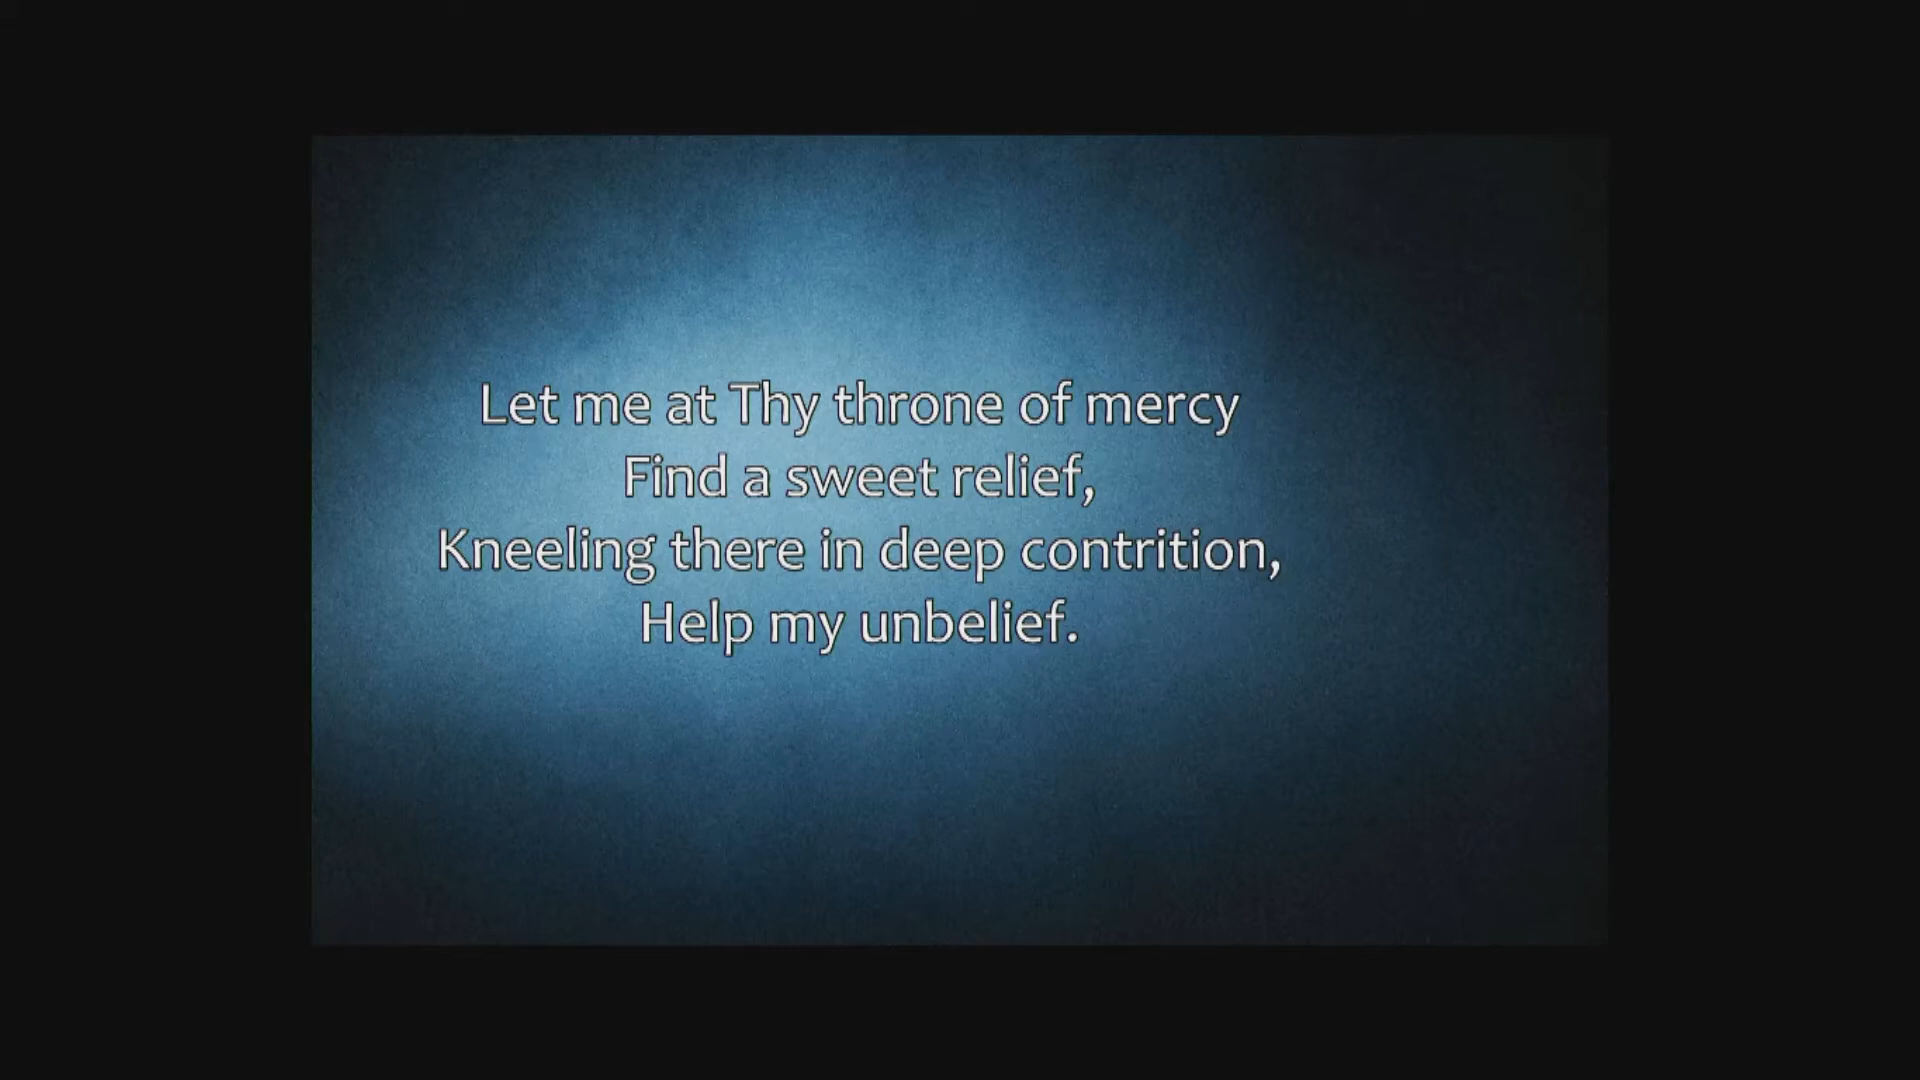 Let me at Thy throne of mercy
Find a sweet relief,
Kneeling there in deep contrition,
Help my unbelief.